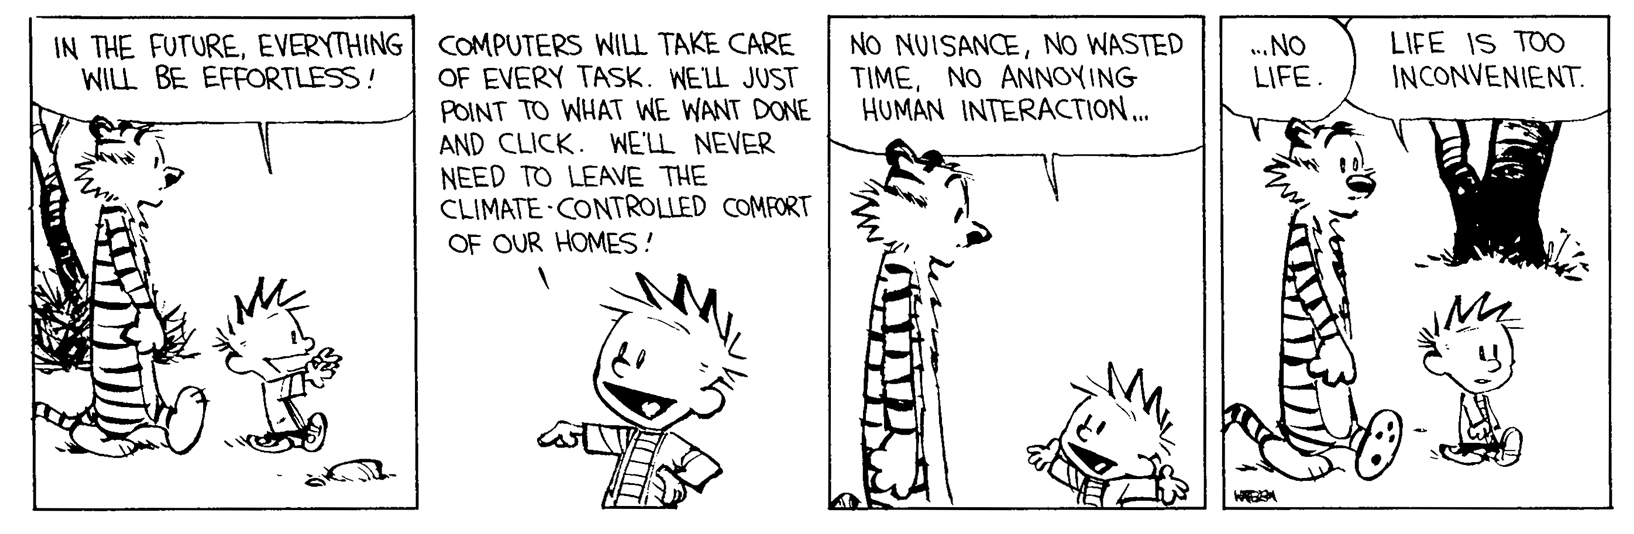 IN THE FUTURE, EVERYTHING
WILL BE EFFORTLESS!
COMPUTERS WILL TAKE CARE
OF EVERY TASK. WE'LL JUST
POINT TO WHAT WE WANT DONE
AND CLICK. WE'LL NEVER
NEED TO LEAVE THE
CLIMATE-CONTROLLED COMFORT
OF OUR HOMES!
NO NUISANCE, NO WASTED
TIME, NO ANNOYING
HUMAN INTERACTION...
...NO
LIFE.
LIFE IS TOO
INCONVENIENT.
WATTERSON